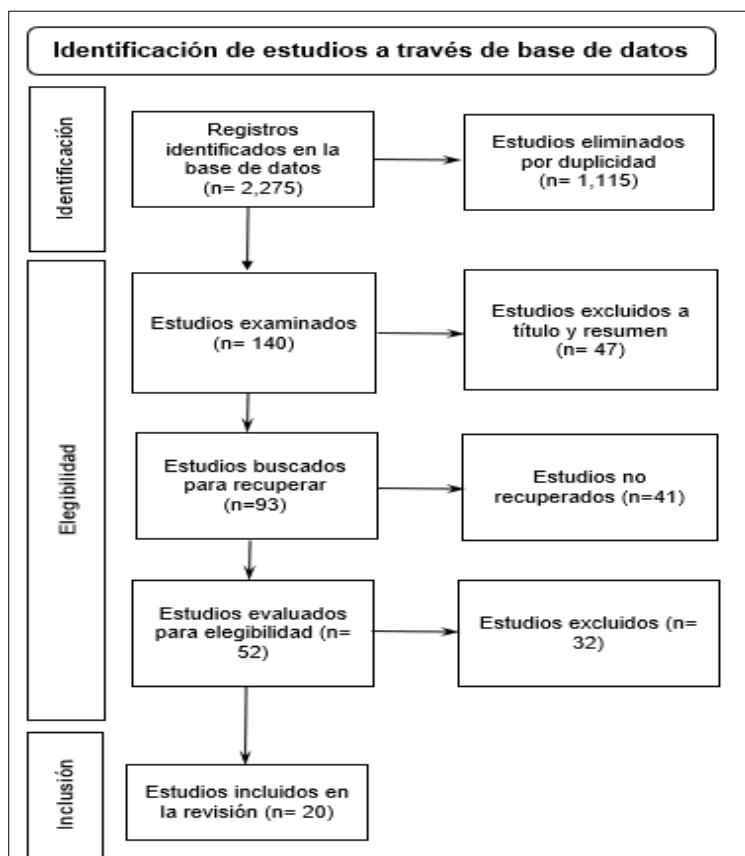 Identificación de estudios a través de base de datos
Identificación
Registros
identificados en la
base de datos
(n= 2,275)
Estudios eliminados
por duplicidad
(n= 1,115)
Elegibilidad
Estudios examinados
(n= 140)
Estudios excluidos a
título y resumen
(n= 47)
Estudios buscados
para recuperar
(n=93)
Estudios no
recuperados (n=41)
Estudios evaluados
para elegibilidad (n=
52)
Estudios excluidos (n=
32)
Inclusión
Estudios incluidos en
la revisión (n= 20)